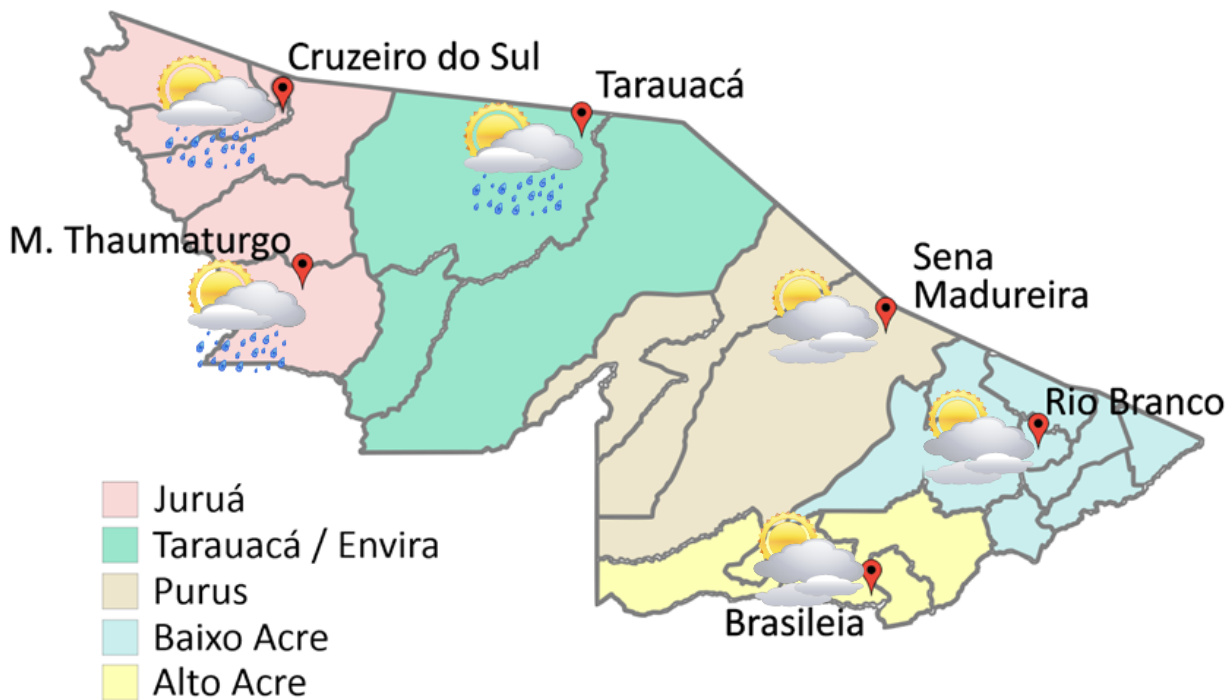 Cruzeiro do Sul
Tarauacá
M. Thaumaturgo
Sena
Madureira
Rio Branco
Brasileia
Juruá
Tarauacá / Envira
Purus
Baixo Acre
Alto Acre